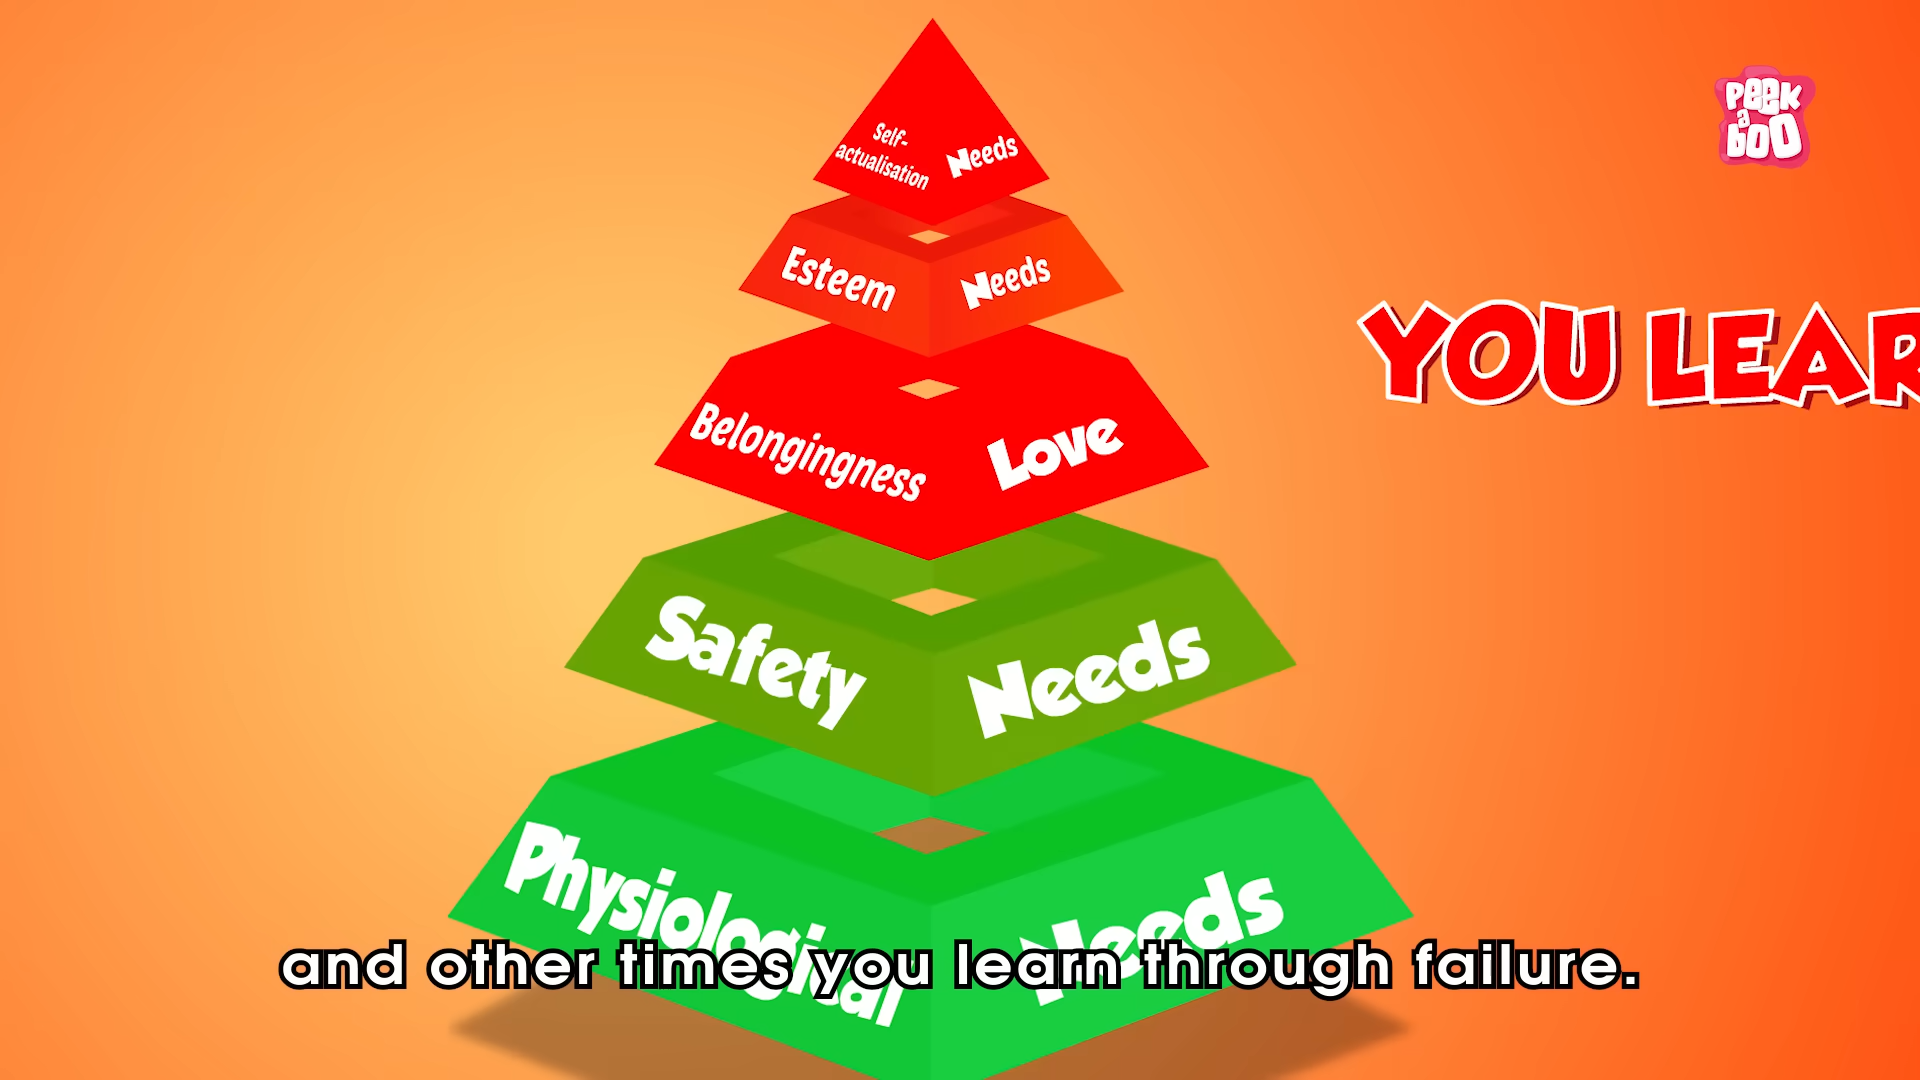 peek
a
boo
Self-
actualisation Needs
Esteem Needs
YOU LEAR
Belongingness Love
Safety Needs
Physiological Needs
and other times you learn through failure.